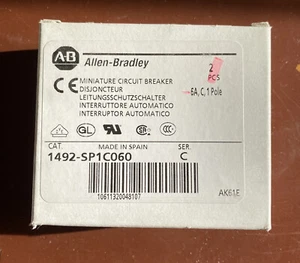 A-B
Allen-Bradley
2
PCS
CE
MINIATURE CIRCUIT BREAKER
DISJONCTEUR
LEITUNGSSCHUTZSCHALTER
INTERRUTTORE AUTOMATICO
INTERRUPTOR AUTOMATICO
6A, C, 1 Pole
GL
CAT.
MADE IN SPAIN
SER.
1492-SP1C060
C
10611320048107
AK61E